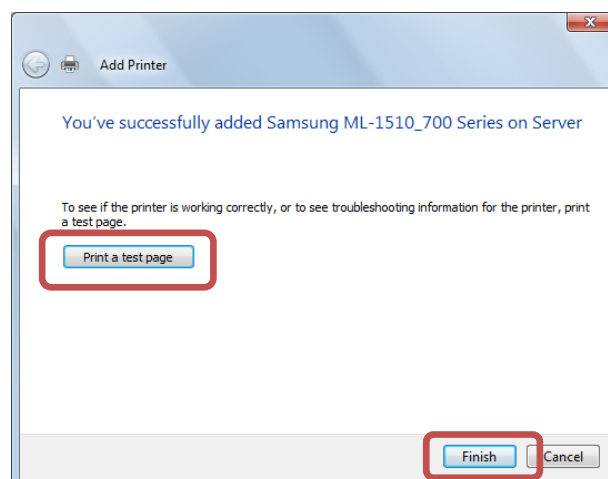 Add Printer
You've successfully added Samsung ML-1510_700 Series on Server
To see if the printer is working correctly, or to see troubleshooting information for the printer, print
a test page.
Print a test page
Finish
Cancel